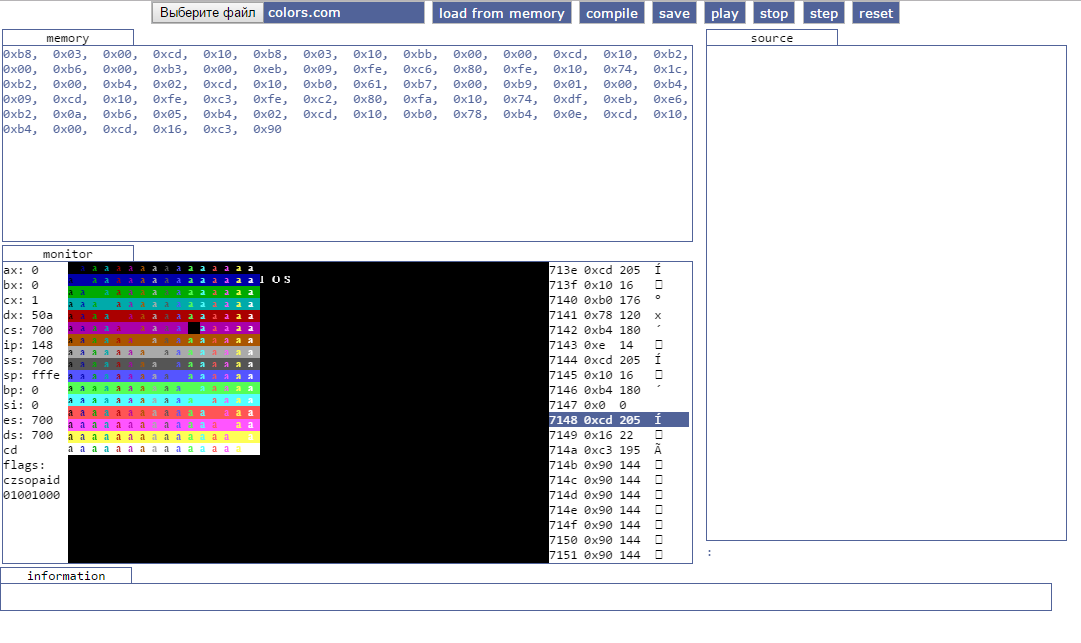 Выберите файл colors.com load from memory compile save play stop step reset
memory
0xb8, 0x03, 0x00, 0xcd, 0x10, 0xb8, 0x03, 0x10, 0xbb, 0x00, 0x00, 0xcd, 0x10, 0xb2,
0x00, 0xb6, 0x00, 0xb3, 0x00, 0xeb, 0x09, 0xfe, 0xc6, 0x80, 0xfe, 0x10, 0x74, 0x1c,
0xb2, 0x00, 0xb4, 0x02, 0xcd, 0x10, 0xb0, 0x61, 0xb7, 0x00, 0xb9, 0x01, 0x00, 0xb4,
0x09, 0xcd, 0x10, 0xfe, 0xc3, 0xfe, 0xc2, 0x80, 0xfa, 0x10, 0x74, 0xdf, 0xeb, 0xe6,
0xb2, 0x0a, 0xb6, 0x05, 0xb4, 0x02, 0xcd, 0x10, 0xb0, 0x78, 0xb4, 0x0e, 0xcd, 0x10,
0xb4, 0x00, 0xcd, 0x16, 0xc3, 0x90
source
monitor
ax: 0
bx: 0
cx: 1
dx: 50a
cs: 700
ip: 148
ss: 700
sp: fffe
bp: 0
si: 0
es: 700
ds: 700
cd
flags:
czsopaid
01001000
O S
713e 0xcd 205 Í
713f 0x10 16
7140 0xb0 176 °
7141 0x78 120 x
7142 0xb4 180 ´
7143 0xe 14
7144 0xcd 205 Í
7145 0x10 16
7146 0xb4 180 ´
7147 0x0 0
7148 0xcd 205 Í
7149 0x16 22
714a 0xc3 195 Ã
714b 0x90 144
714c 0x90 144
714d 0x90 144
714e 0x90 144
714f 0x90 144
7150 0x90 144
7151 0x90 144
:
information